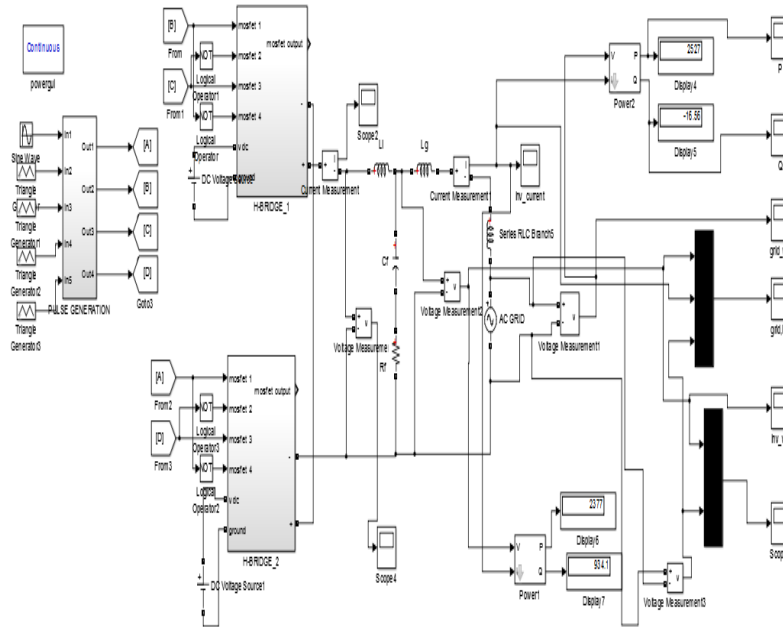 Continuous
powergui
Sine Wave
Triangle
Triangle
Generator1
Triangle
Generator2
Triangle
Generator3
In1
In2
In3
In4
In5
Out1
Out2
Out3
Out4
PULSE GENERATION
[A]
[B]
[C]
[D]
Goto3
[B]
From
[C]
From1
NOT
Logical
Operator1
NOT
Logical
Operator
DC Voltage Source
mosfet 1
mosfet 2
mosfet 3
mosfet 4
vdc
ground
mosfet output
-
+
H-BRIDGE_1
[A]
From2
[D]
From3
NOT
Logical
Operator3
NOT
Logical
Operator2
DC Voltage Source1
mosfet 1
mosfet 2
mosfet 3
mosfet 4
vdc
ground
mosfet output
-
+
H-BRIDGE_2
Scope2
Current Measurement
Li
Lg
Current Measurement1
Inv_current
Series RLC Branch5
Cf
Rf
Voltage Measurement
Voltage Measurement2
AC GRID
Voltage Measurement1
Scope4
V
I
P
Q
Power2
2527
Display4
-16.56
Display5
V
I
P
Q
Power1
2377
Display6
934.1
Display7
Voltage Measurement3